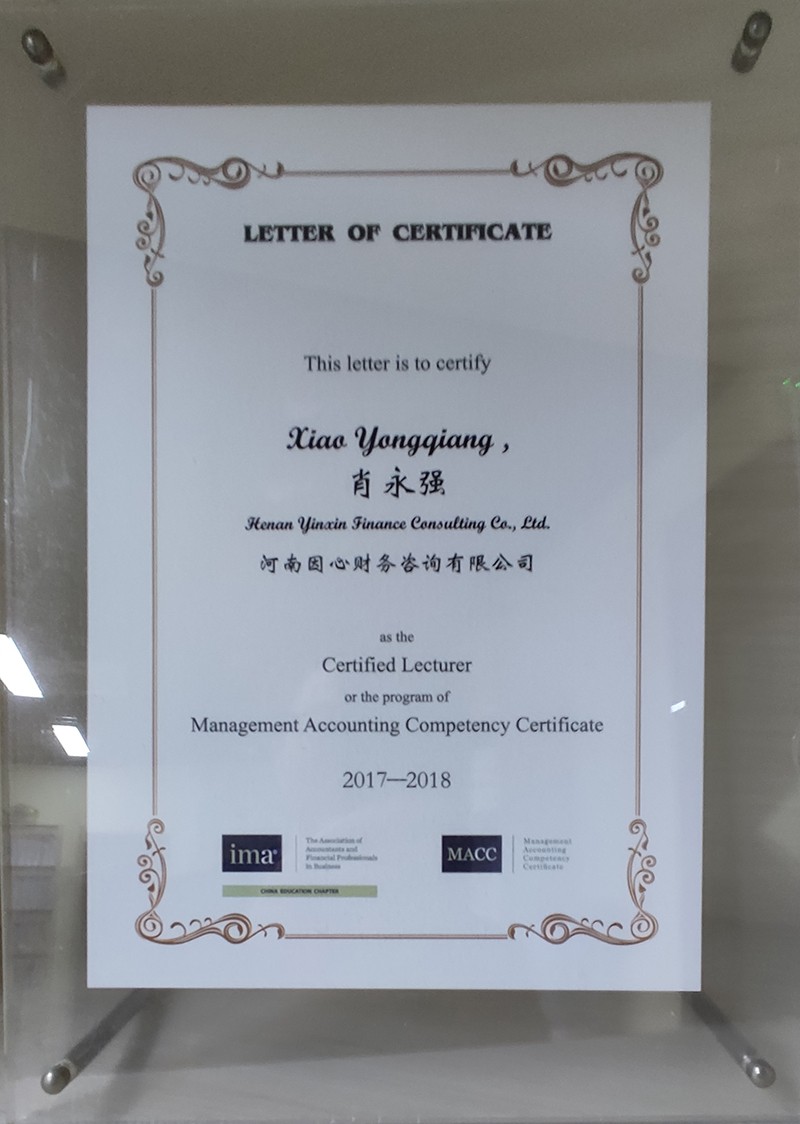 LETTER OF CERTIFICATE
This letter is to certify
Xiao Yongqiang ,
肖永强
Henan Yinxin Finance Consulting Co., Ltd.
河南因心财务咨询有限公司
as the
Certified Lecturer
or the program of
Management Accounting Competency Certificate
2017—2018
ima®
The Association of
Accountants and
Financial Professionals
in Business
CHINA EDUCATION CHAPTER
MACC
Management
Accounting
Competency
Certificate